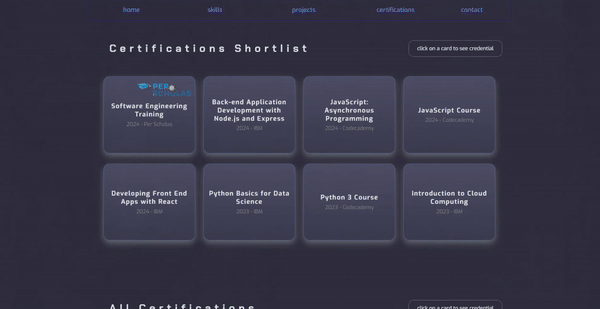 home
skills
projects
certifications
contact
Certifications Shortlist
click on a card to see credential
PER
SCHOLAS
Software Engineering
Training
2024 - Per Scholas
Back-end Application
Development with
Node.js and Express
2024 - IBM
JavaScript:
Asynchronous
Programming
2024 - Codecademy
JavaScript Course
2024 - Codecademy
Developing Front End
Apps with React
2024 - IBM
Python Basics for Data
Science
2023 - IBM
Python 3 Course
2023 - Codecademy
Introduction to Cloud
Computing
2023 - IBM
All Certifications
click on a card to see credential